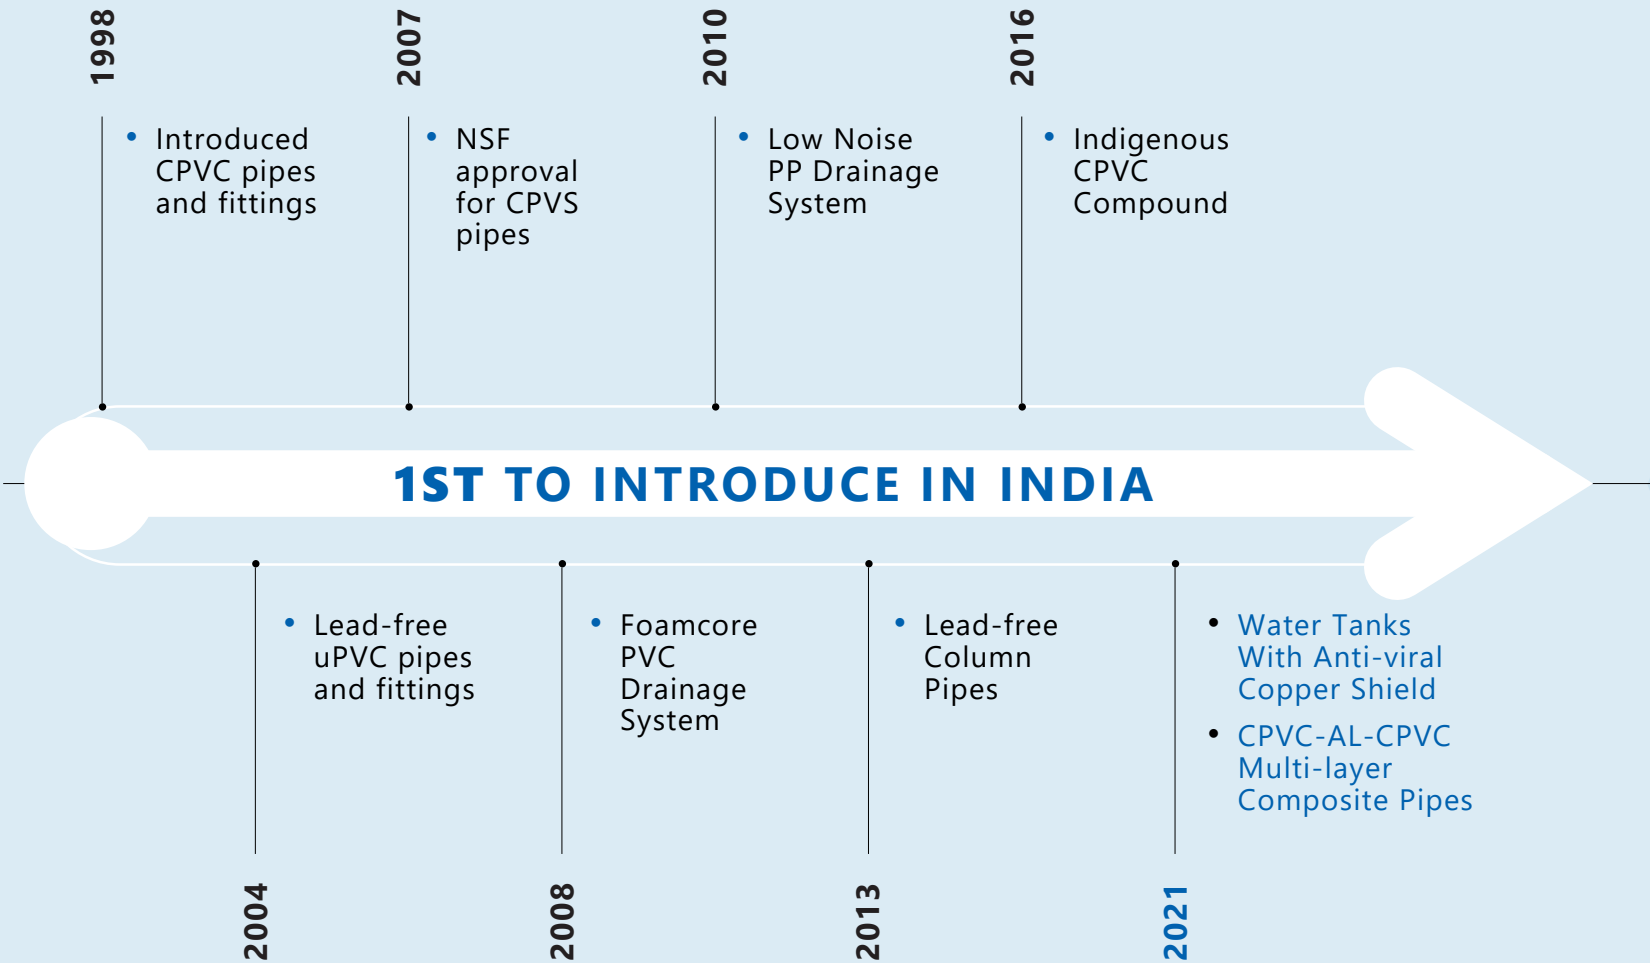 1998
2007
2010
2016
• Introduced
CPVC pipes
and fittings
• NSF
approval
for CPVS
pipes
• Low Noise
PP Drainage
System
• Indigenous
CPVC
Compound
1ST TO INTRODUCE IN INDIA
• Lead-free
uPVC pipes
and fittings
• Foamcore
PVC
Drainage
System
• Lead-free
Column
Pipes
• Water Tanks
With Anti-viral
Copper Shield
• CPVC-AL-CPVC
Multi-layer
Composite Pipes
2004
2008
2013
2021